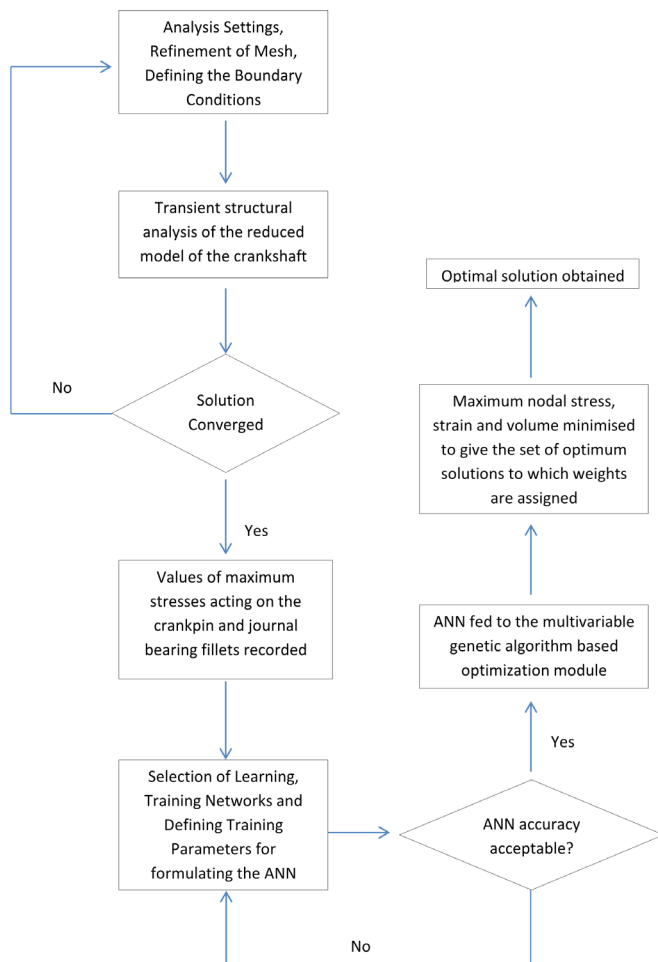 Analysis Settings,
Refinement of Mesh,
Defining the Boundary
Conditions
Transient structural
analysis of the reduced
model of the crankshaft
No
Solution
Converged
Yes
Values of maximum
stresses acting on the
crankpin and journal
bearing fillets recorded
Selection of Learning,
Training Networks and
Defining Training
Parameters for
formulating the ANN
ANN accuracy
acceptable?
No
Yes
ANN fed to the multivariable
genetic algorithm based
optimization module
Maximum nodal stress,
strain and volume minimised
to give the set of optimum
solutions to which weights
are assigned
Optimal solution obtained